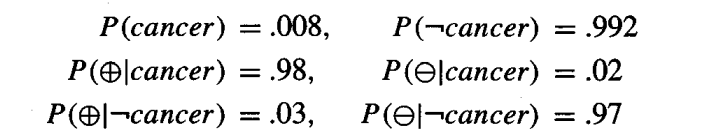 P(cancer) = .008, P(¬cancer) = .992
P(⊕|cancer) = .98, P(⊖|cancer) = .02
P(⊕|¬cancer) = .03, P(⊖|¬cancer) = .97